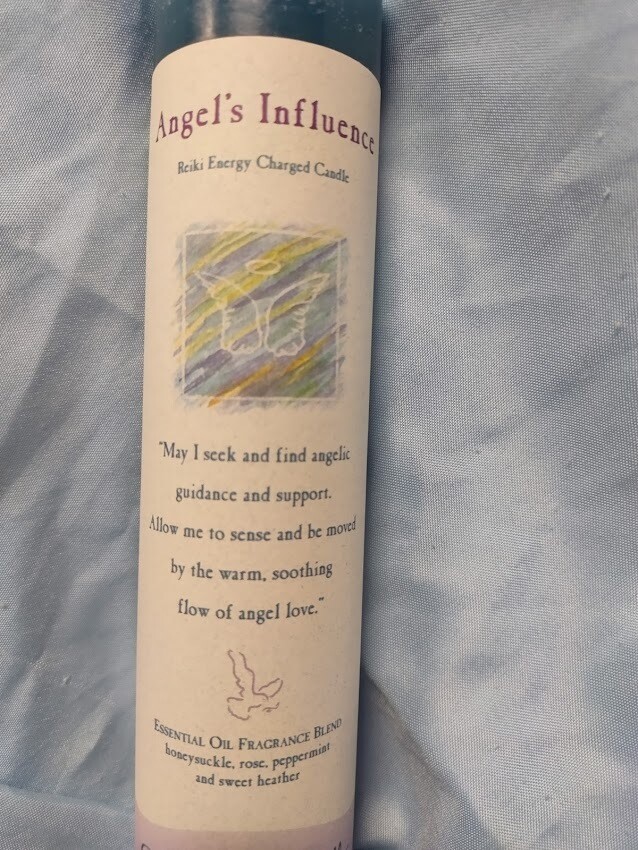 Angel's Influence
Reiki Energy Charged Candle
"May I seek and find angelic
guidance and support.
Allow me to sense and be moved
by the warm, soothing
flow of angel love."
Essential Oil Fragrance Blend
honeysuckle, rose, peppermint
and sweet heather